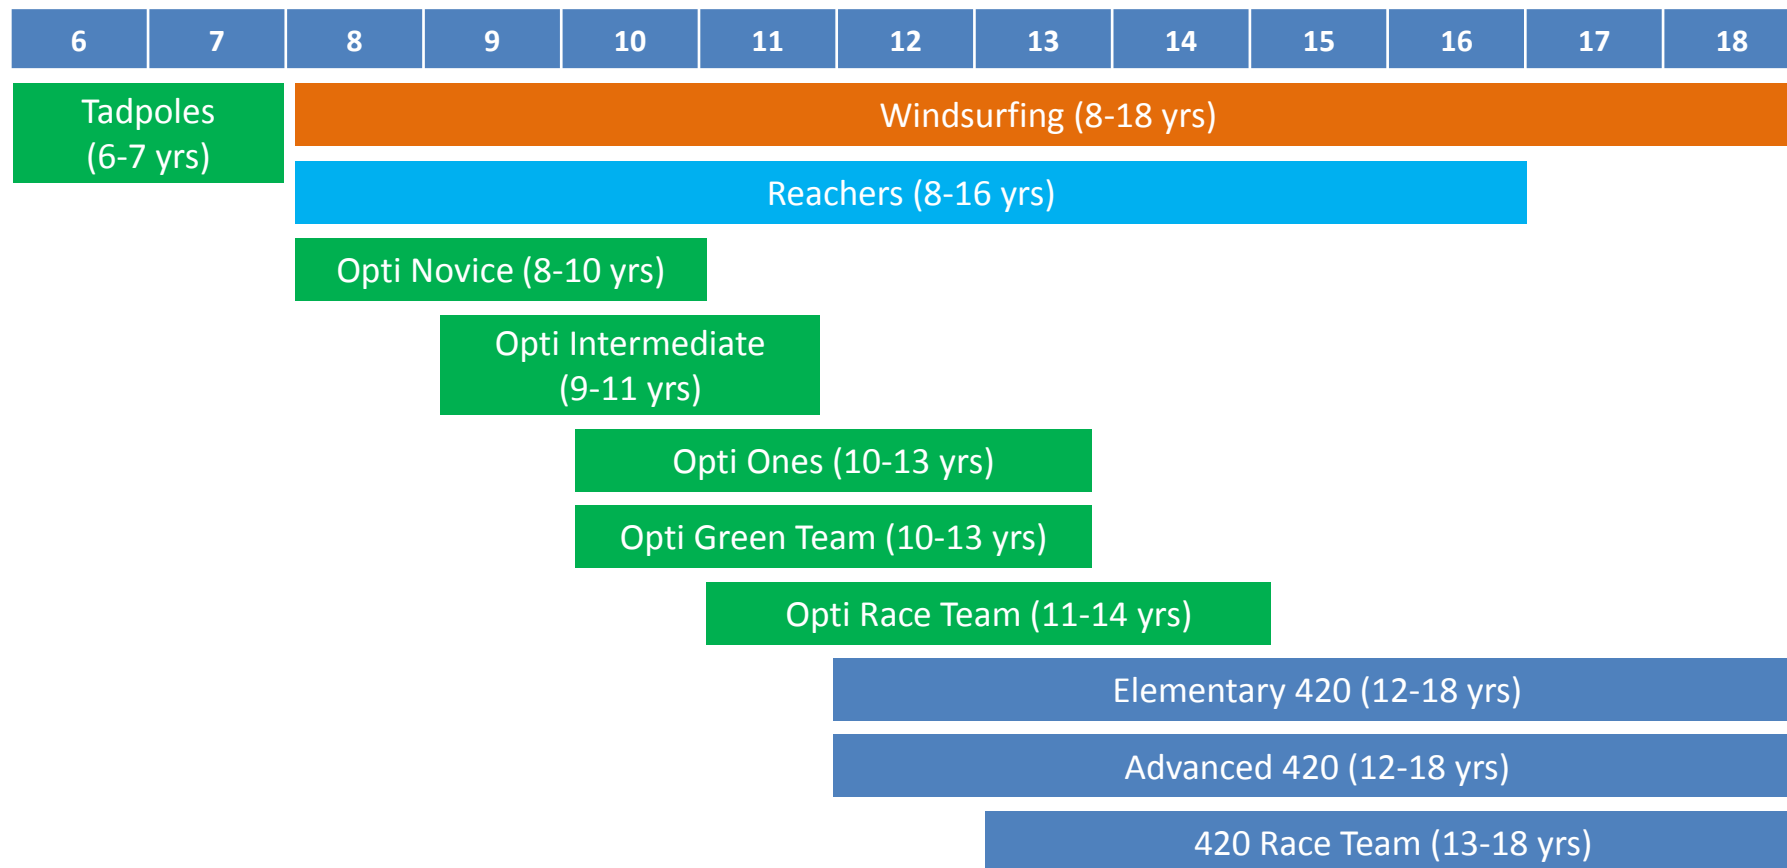 6 7 8 9 10 11 12 13 14 15 16 17 18
Tadpoles
(6-7 yrs)
Windsurfing (8-18 yrs)
Reachers (8-16 yrs)
Opti Novice (8-10 yrs)
Opti Intermediate
(9-11 yrs)
Opti Ones (10-13 yrs)
Opti Green Team (10-13 yrs)
Opti Race Team (11-14 yrs)
Elementary 420 (12-18 yrs)
Advanced 420 (12-18 yrs)
420 Race Team (13-18 yrs)